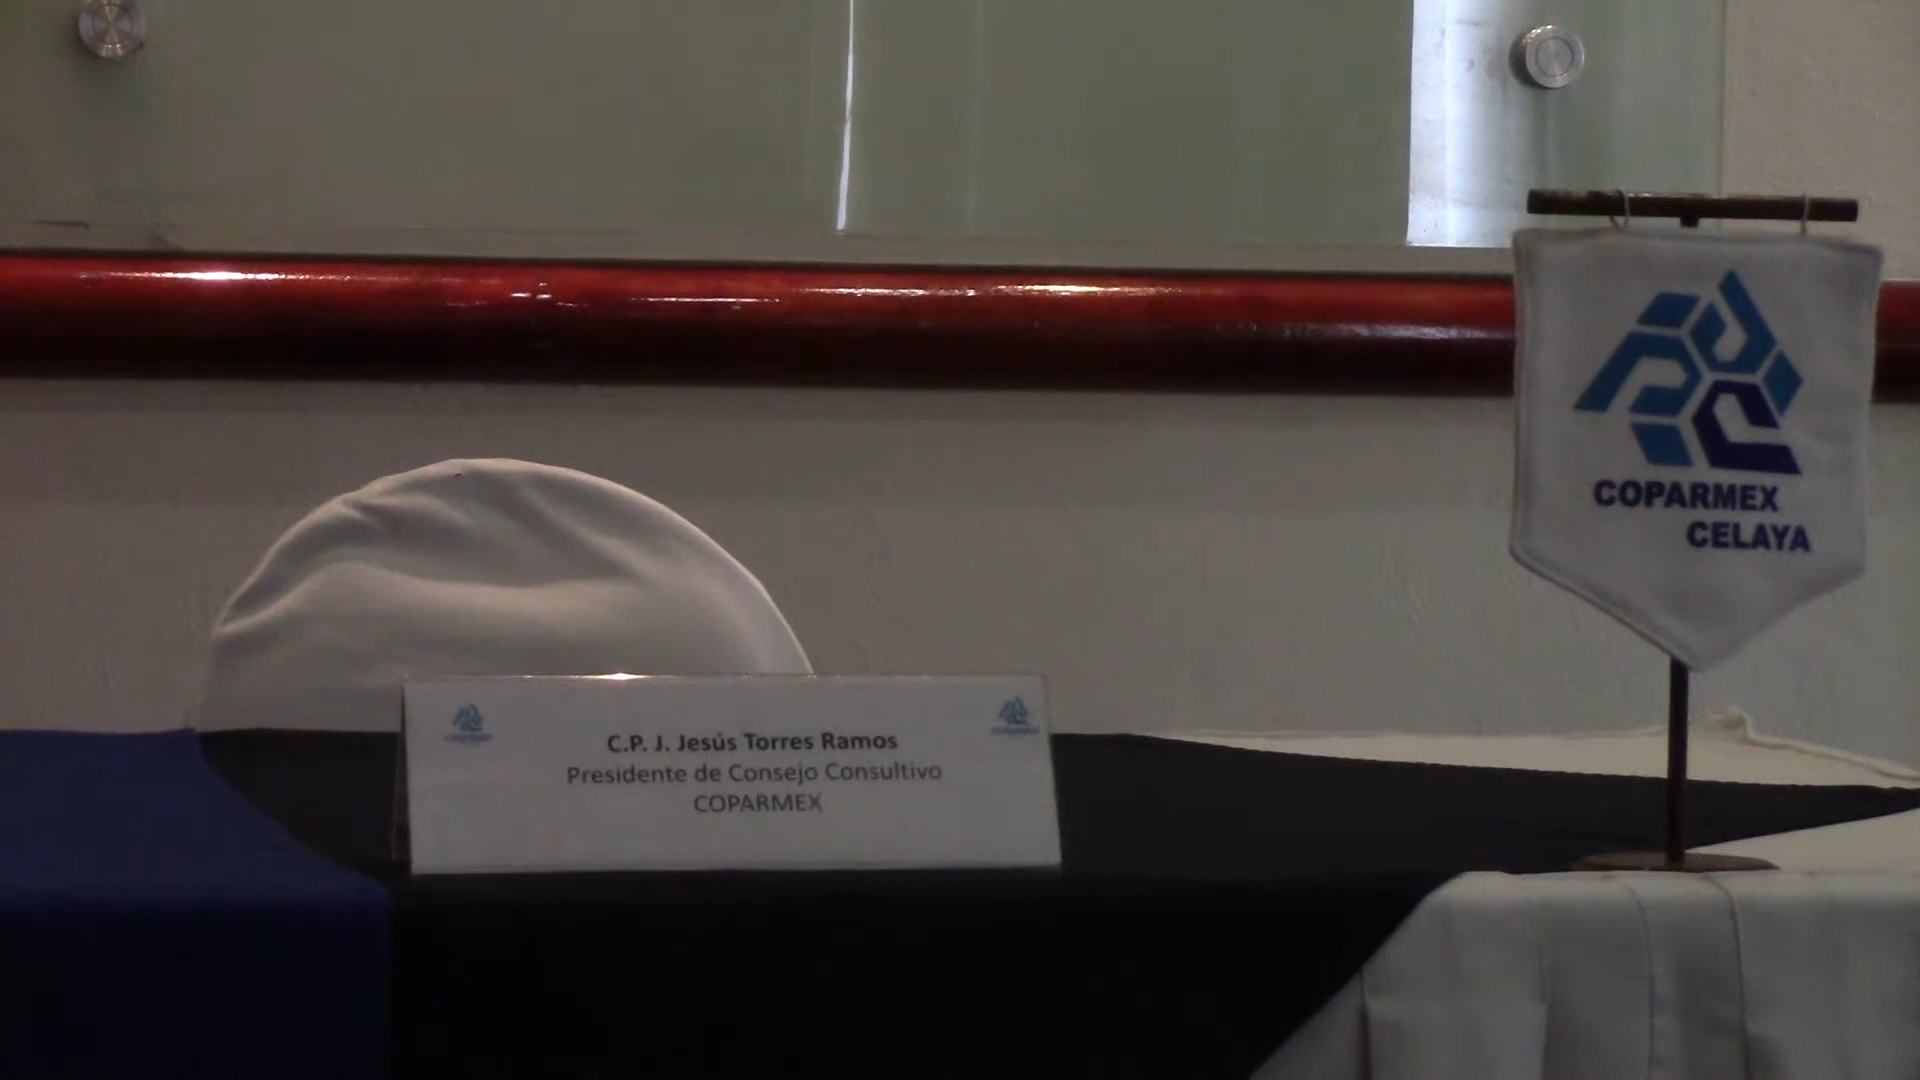 C.P. J. Jesús Torres Ramos
Presidente de Consejo Consultivo
COPARMEX
COPARMEX
CELAYA